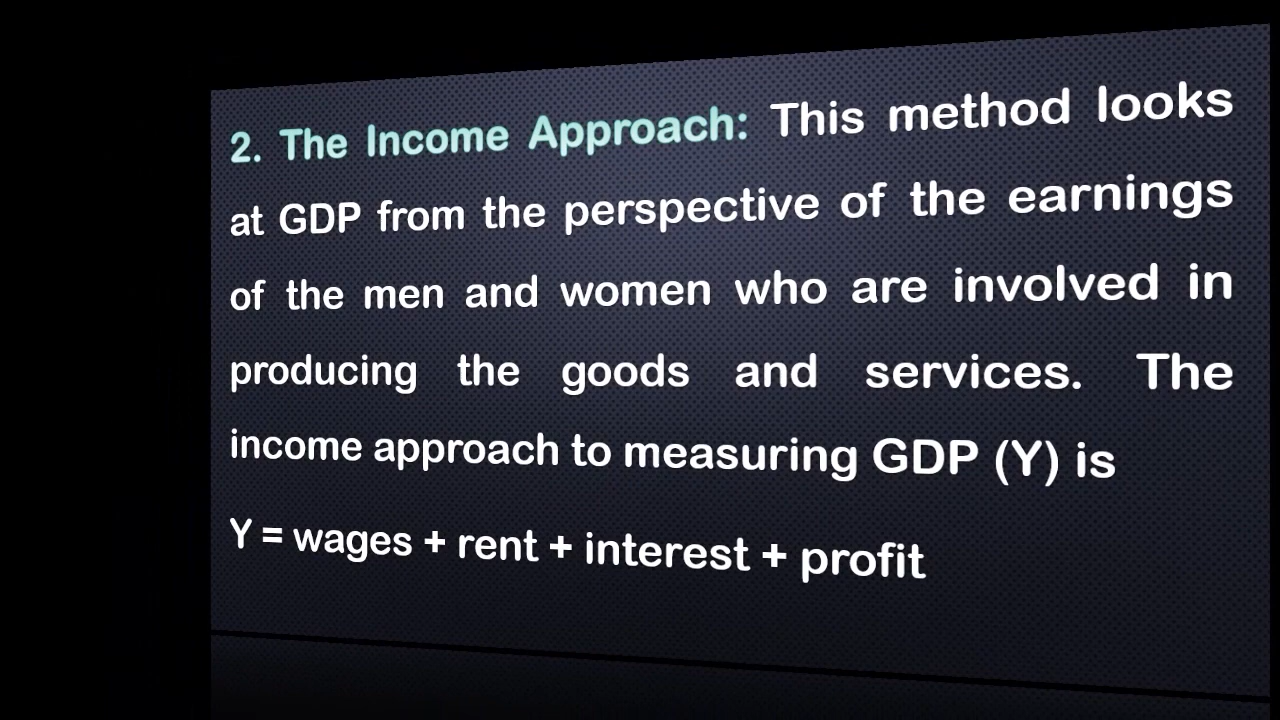 2. The Income Approach: This method looks
at GDP from the perspective of the earnings
of the men and women who are involved in
producing the goods and services. The
income approach to measuring GDP (Y) is
Y = wages + rent + interest + profit